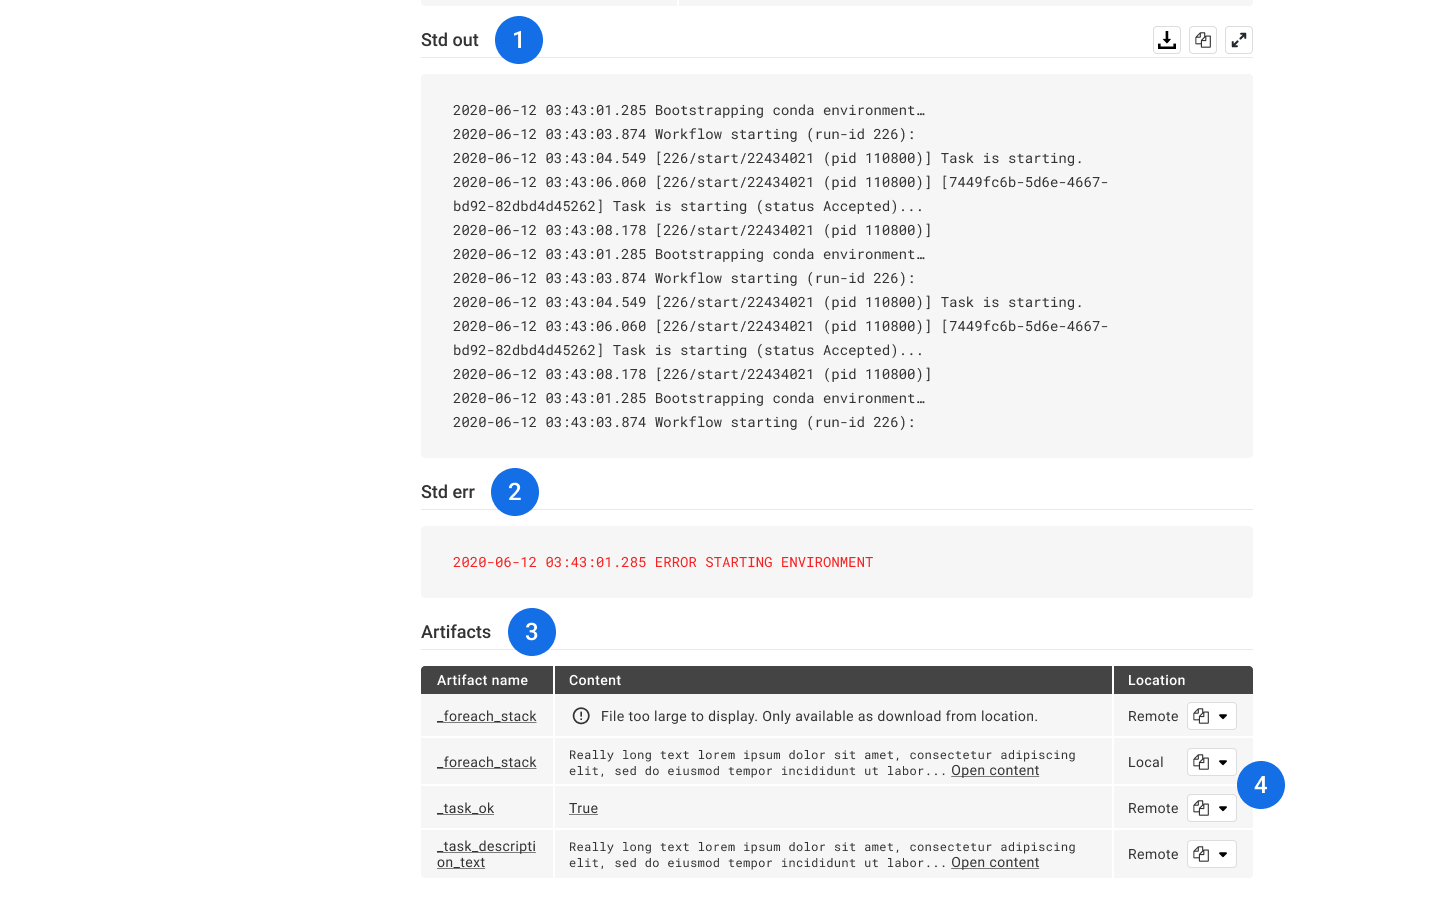 Std out 1
2020-06-12 03:43:01.285 Bootstrapping conda environment…
2020-06-12 03:43:03.874 Workflow starting (run-id 226):
2020-06-12 03:43:04.549 [226/start/22434021 (pid 110800)] Task is starting.
2020-06-12 03:43:06.060 [226/start/22434021 (pid 110800)] [7449fc6b-5d6e-4667-
bd92-82dbd4d45262] Task is starting (status Accepted)...
2020-06-12 03:43:08.178 [226/start/22434021 (pid 110800)]
2020-06-12 03:43:01.285 Bootstrapping conda environment…
2020-06-12 03:43:03.874 Workflow starting (run-id 226):
2020-06-12 03:43:04.549 [226/start/22434021 (pid 110800)] Task is starting.
2020-06-12 03:43:06.060 [226/start/22434021 (pid 110800)] [7449fc6b-5d6e-4667-
bd92-82dbd4d45262] Task is starting (status Accepted)...
2020-06-12 03:43:08.178 [226/start/22434021 (pid 110800)]
2020-06-12 03:43:01.285 Bootstrapping conda environment…
2020-06-12 03:43:03.874 Workflow starting (run-id 226):
Std err 2
2020-06-12 03:43:01.285 ERROR STARTING ENVIRONMENT
Artifacts 3
Artifact name Content Location
_foreach_stack File too large to display. Only available as download from location. Remote
_foreach_stack Really long text lorem ipsum dolor sit amet, consectetur adipiscing
elit, sed do eiusmod tempor incididunt ut labor... Open content Local
4
_task_ok True Remote
_task_descripti
on_text Really long text lorem ipsum dolor sit amet, consectetur adipiscing
elit, sed do eiusmod tempor incididunt ut labor... Open content Remote